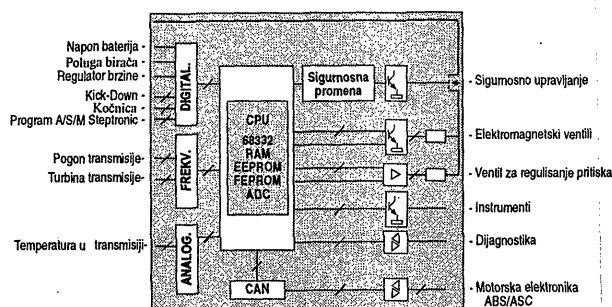 Napon baterija -
Poluga birača -
Regulator brzine -
Kick-Down -
Kočnica -
Program A/S/M Steptronic -
Pogon transmisije-
Turbina transmisije-
Temperatura u transmisiji-
DIGITAL.
FREKV.
ANALOG.
CPU
68332
RAM
EEPROM
FEPROM
ADC
Sigurnosna
promena
CAN
- Sigurnosno upravljanje
- Elektromagnetski ventili
- Ventil za regulisanje pritiska
- Instrumenti
- Dijagnostika
- Motorska elektronika
ABS/ASC